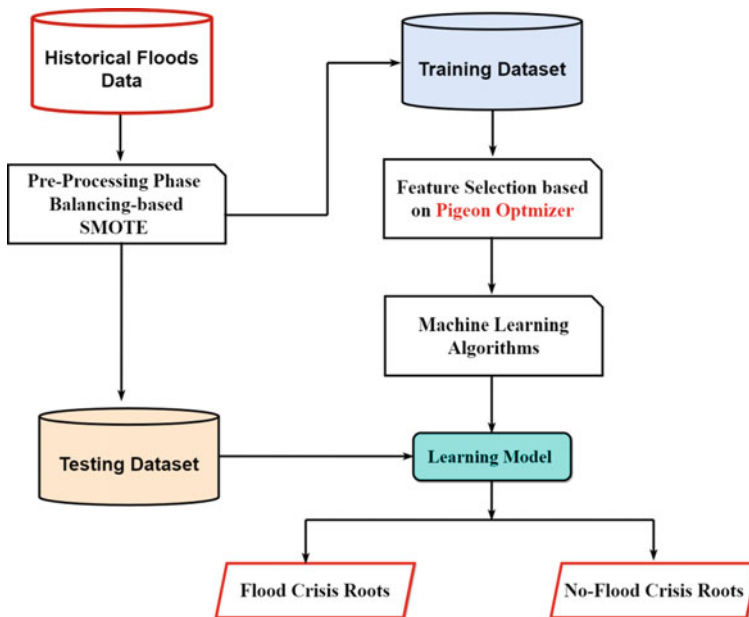 Historical Floods
Data
Training Dataset
Pre-Processing Phase
Balancing-based
SMOTE
Feature Selection based
on Pigeon Optmizer
Machine Learning
Algorithms
Testing Dataset
Learning Model
Flood Crisis Roots
No-Flood Crisis Roots